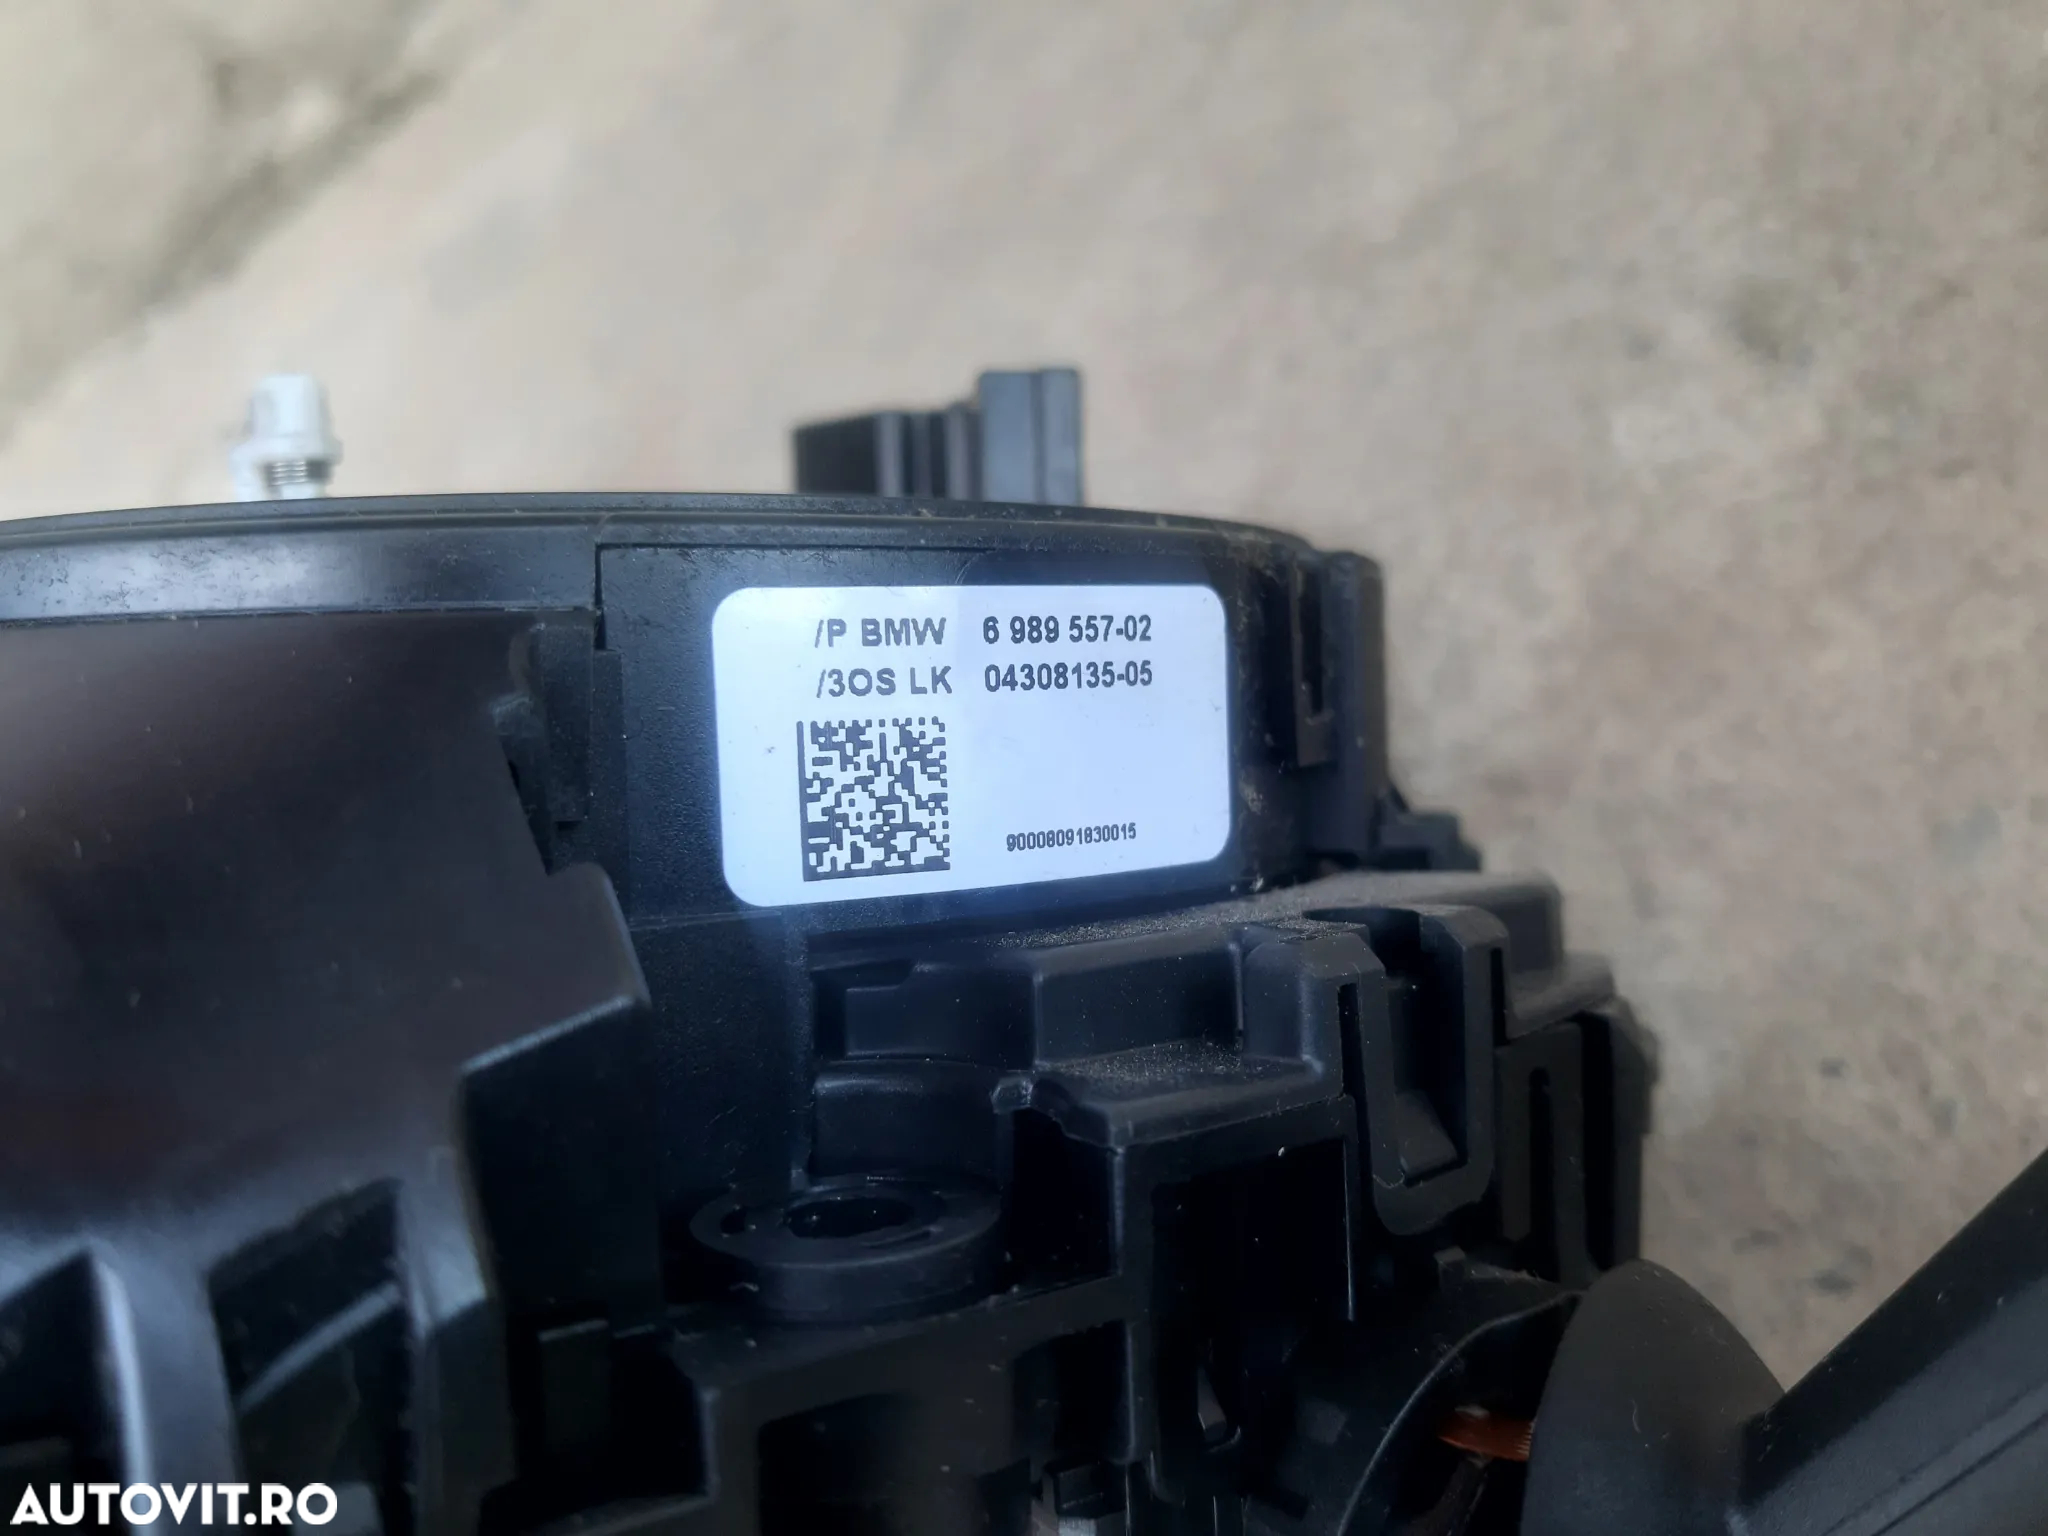 /P BMW 6 989 557-02
/3OS LK 04308135-05
90008091830015
AUTOVIT.RO